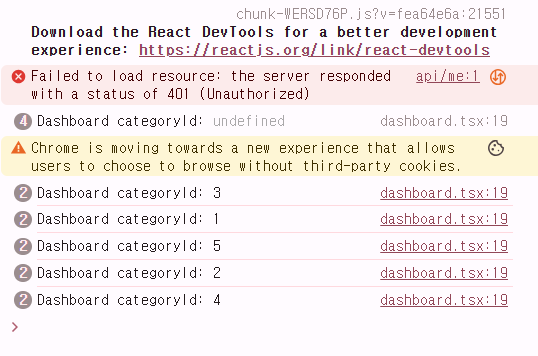 chunk-WERSD76P.js?v=fea64e6a:21551
Download the React DevTools for a better development
experience: https://reactjs.org/link/react-devtools
Failed to load resource: the server responded api/me:1
with a status of 401 (Unauthorized)
4 Dashboard categoryId: undefined dashboard.tsx:19
Chrome is moving towards a new experience that allows
users to choose to browse without third-party cookies.
2 Dashboard categoryId: 3 dashboard.tsx:19
2 Dashboard categoryId: 1 dashboard.tsx:19
2 Dashboard categoryId: 5 dashboard.tsx:19
2 Dashboard categoryId: 2 dashboard.tsx:19
2 Dashboard categoryId: 4 dashboard.tsx:19